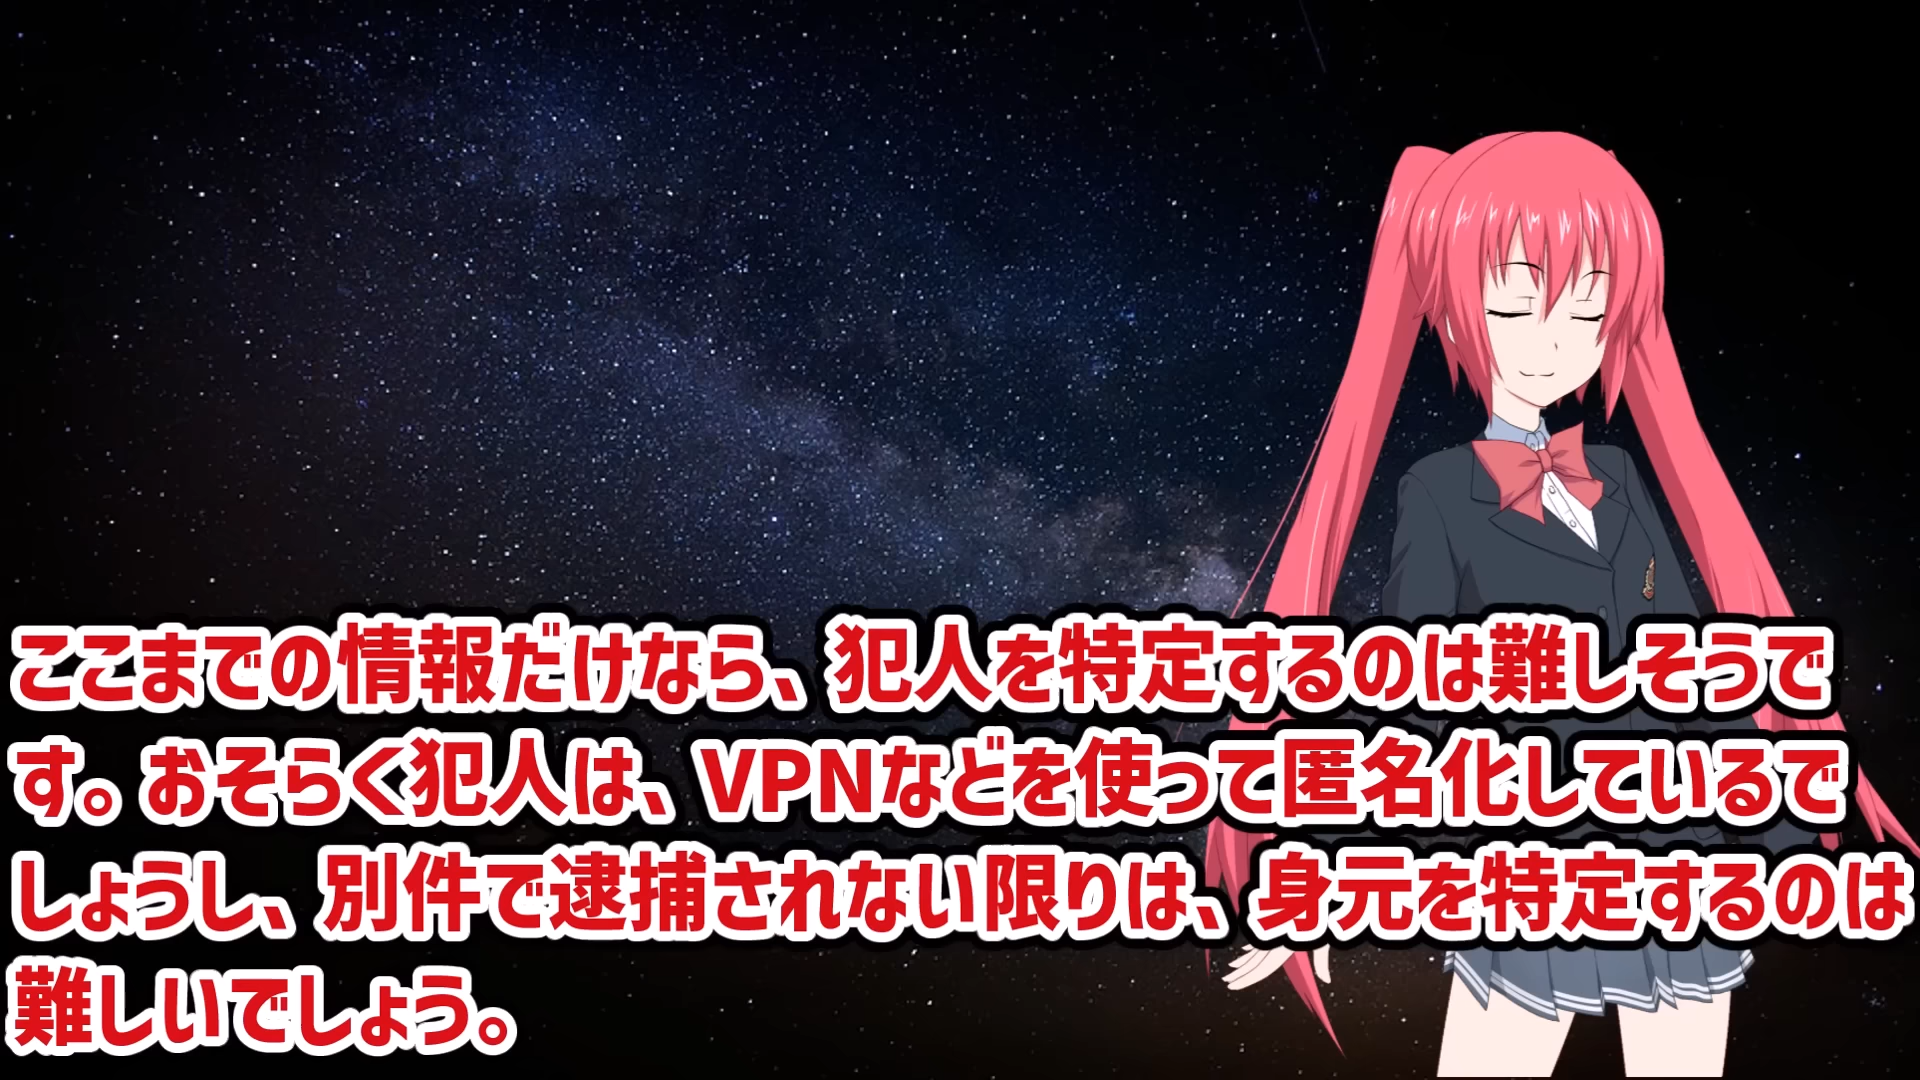 ここまでの情報だけなら、犯人を特定するのは難しそうで
す。おそらく犯人は、VPNなどを使って匿名化しているで
しょうし、別件で逮捕されない限りは、身元を特定するのは
難しいでしょう。